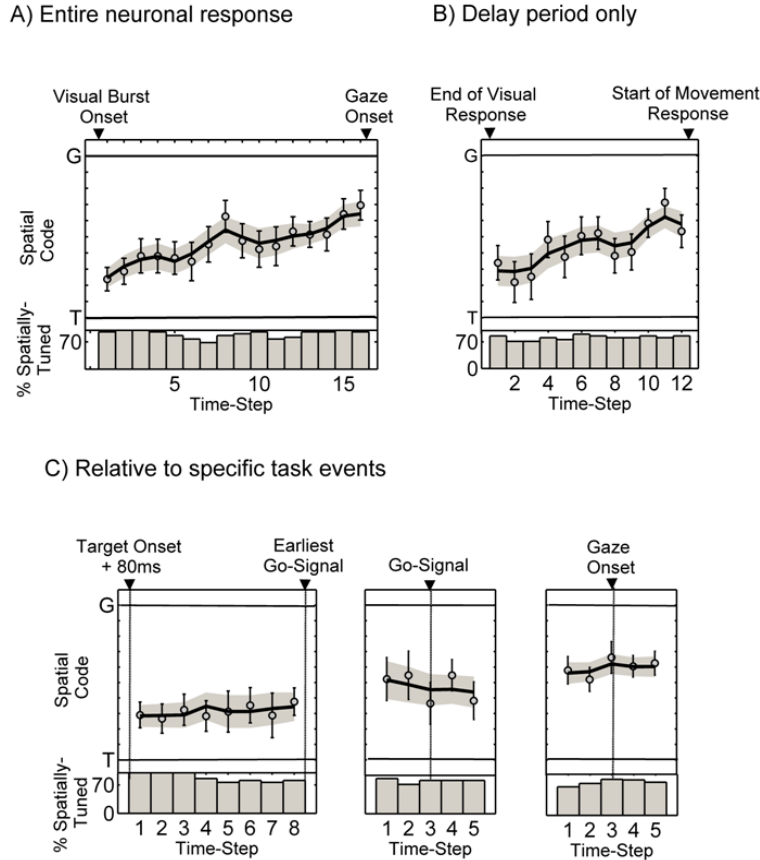 A) Entire neuronal response
B) Delay period only
Visual Burst
Onset
Gaze
Onset
End of Visual
Response
Start of Movement
Response
G
Spatial
Code
T
% Spatially-
Tuned
70
5 10 15
Time-Step
G
T
70
0
2 4 6 8 10 12
Time-Step
C) Relative to specific task events
Target Onset
+ 80ms
Earliest
Go-Signal
Go-Signal
Gaze
Onset
G
Spatial
Code
T
% Spatially-
Tuned
70
0
1 2 3 4 5 6 7 8
Time-Step
1 2 3 4 5
Time-Step
1 2 3 4 5
Time-Step